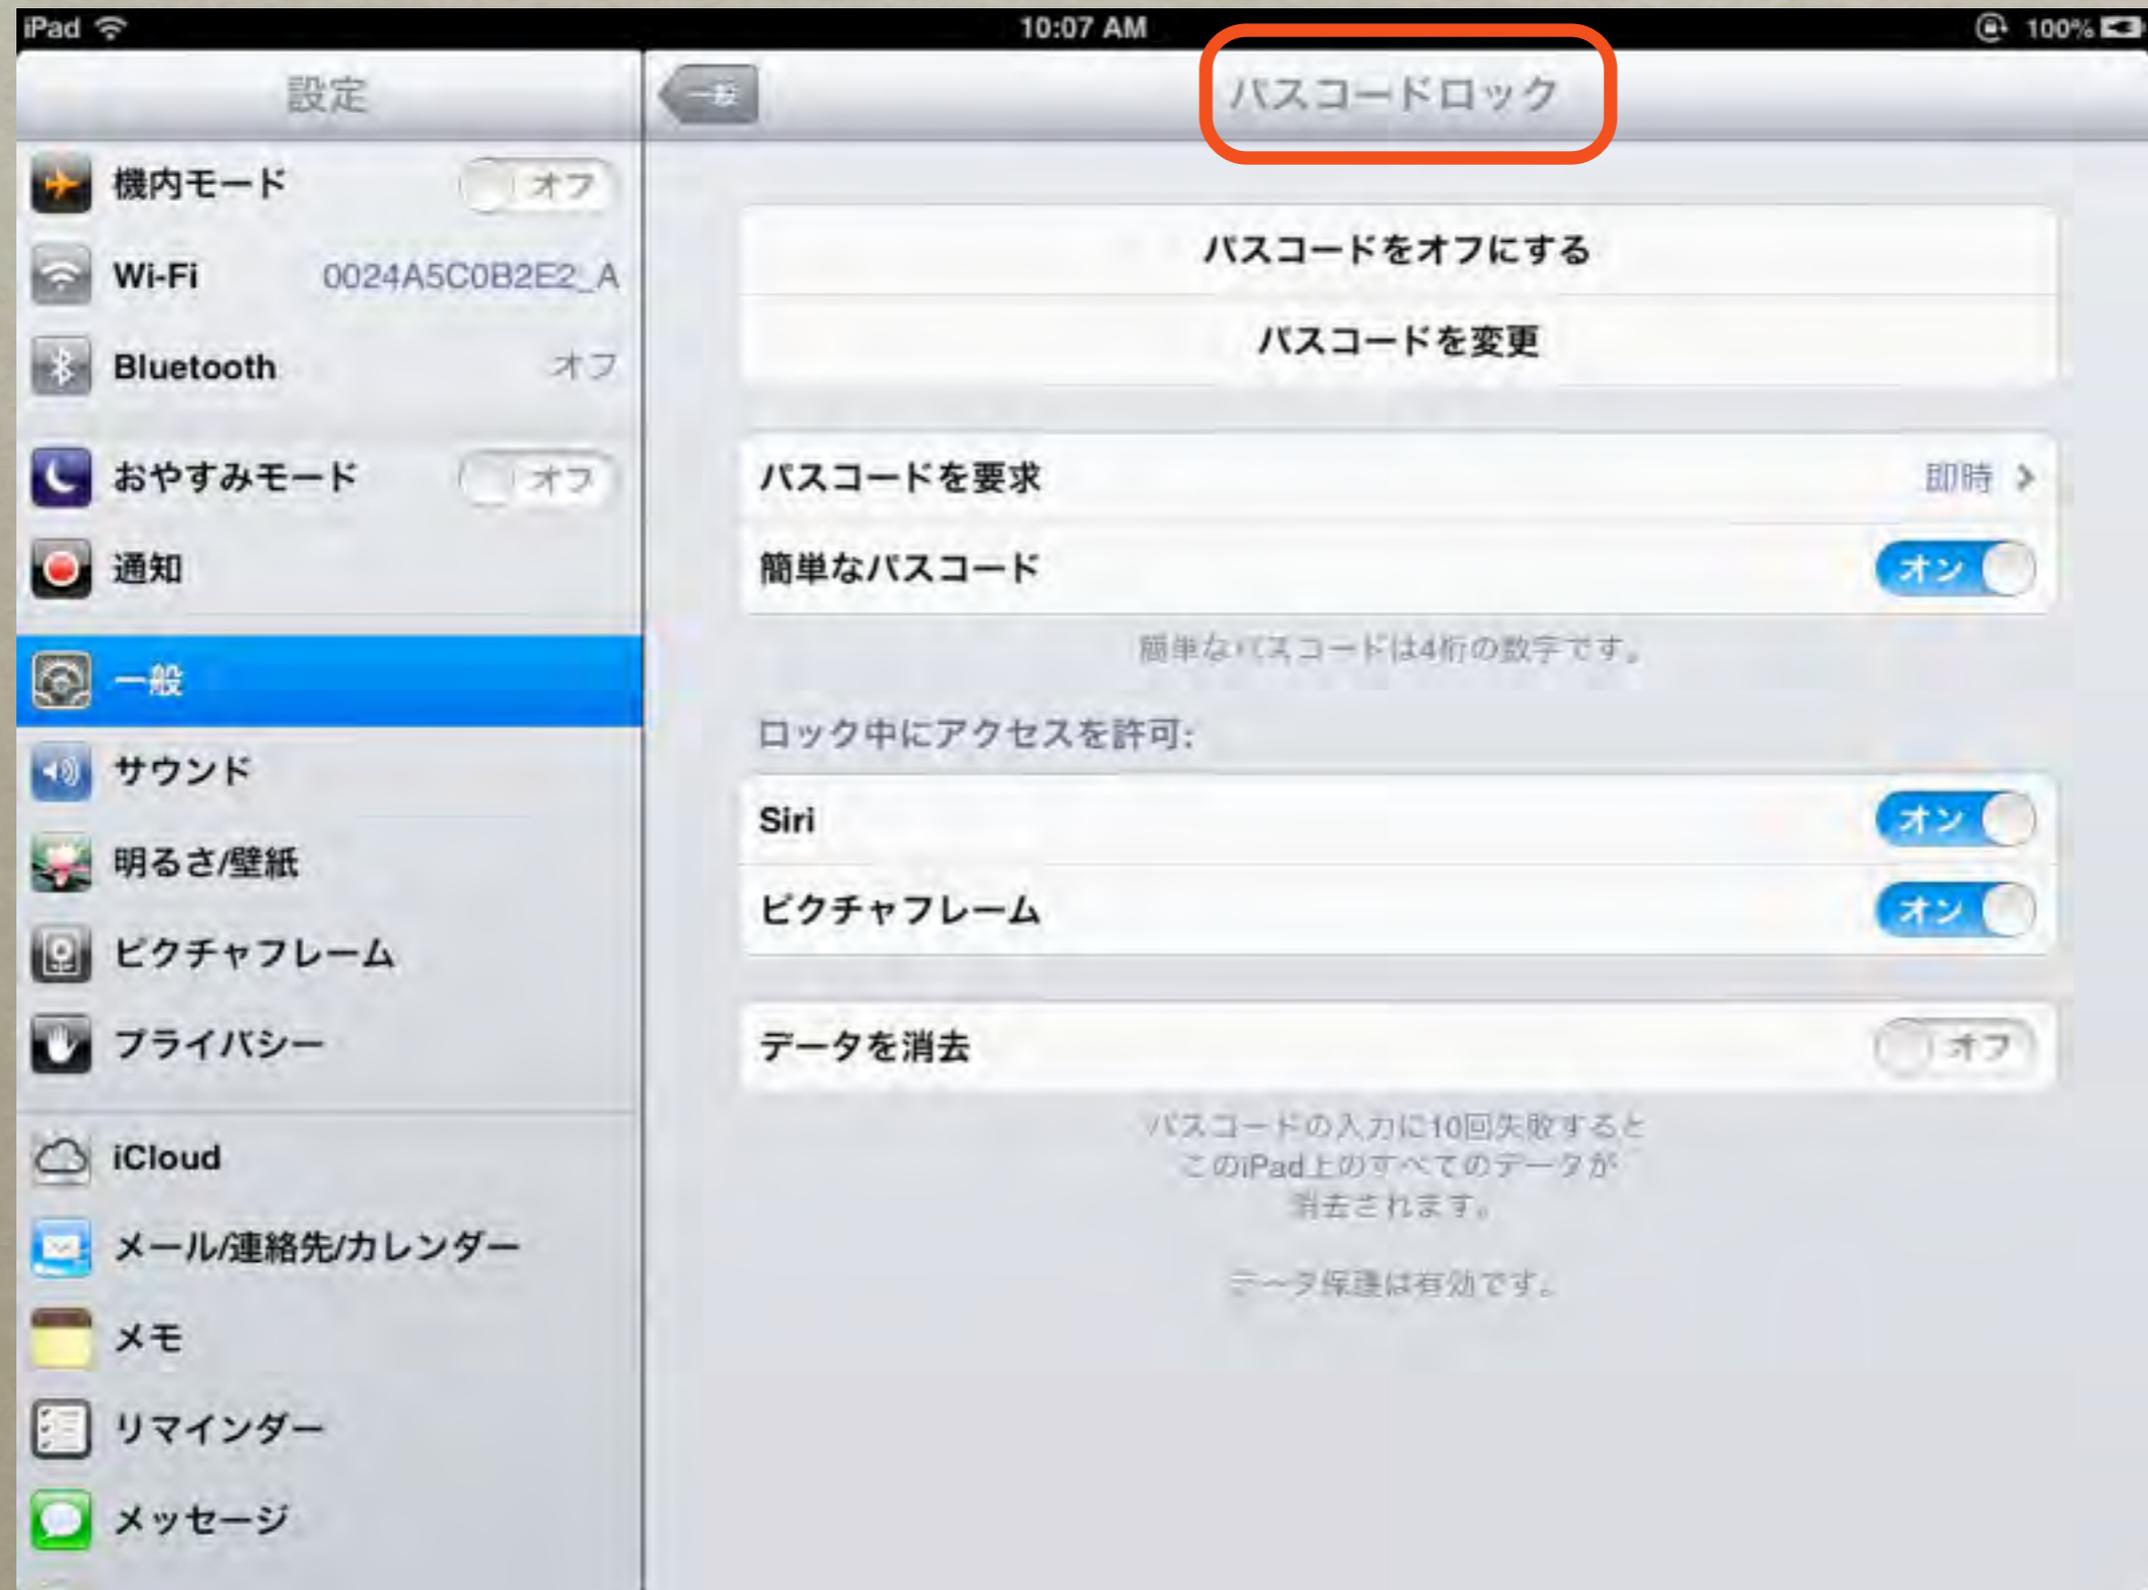 iPad
10:07 AM
100%
設定
一般
パスコードロック
機内モード
オフ
Wi-Fi
0024A5C0B2E2_A
Bluetooth
オフ
おやすみモード
オフ
通知
一般
サウンド
明るさ/壁紙
ピクチャフレーム
プライバシー
iCloud
メール/連絡先/カレンダー
メモ
リマインダー
メッセージ
パスコードをオフにする
パスコードを変更
パスコードを要求
即時
簡単なパスコード
オン
簡単なパスコードは4桁の数字です。
ロック中にアクセスを許可:
Siri
オン
ピクチャフレーム
オン
データを消去
オフ
パスコードの入力に10回失敗すると
このiPad上のすべてのデータが
消去されます。
データ保護は有効です。